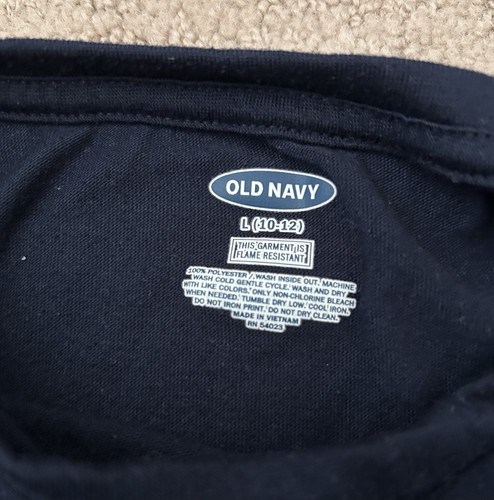 OLD NAVY
L (10-12)
THIS GARMENT IS
FLAME RESISTANT
100% POLYESTER / WASH INSIDE OUT. MACHINE
WASH COLD GENTLE CYCLE. WASH AND DRY
WITH LIKE COLORS. ONLY NON-CHLORINE BLEACH
WHEN NEEDED. TUMBLE DRY LOW. COOL IRON.
DO NOT IRON PRINT. DO NOT DRY CLEAN.
MADE IN VIETNAM
RN 54023